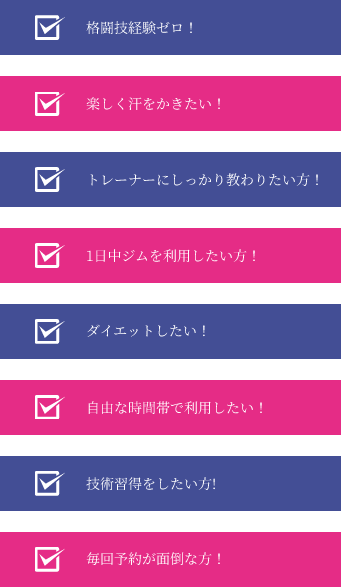 格闘技経験ゼロ！
楽しく汗をかきたい！
トレーナーにしっかり教わりたい方！
1日中ジムを利用したい方！
ダイエットしたい！
自由な時間帯で利用したい！
技術習得をしたい方!
毎回予約が面倒な方！